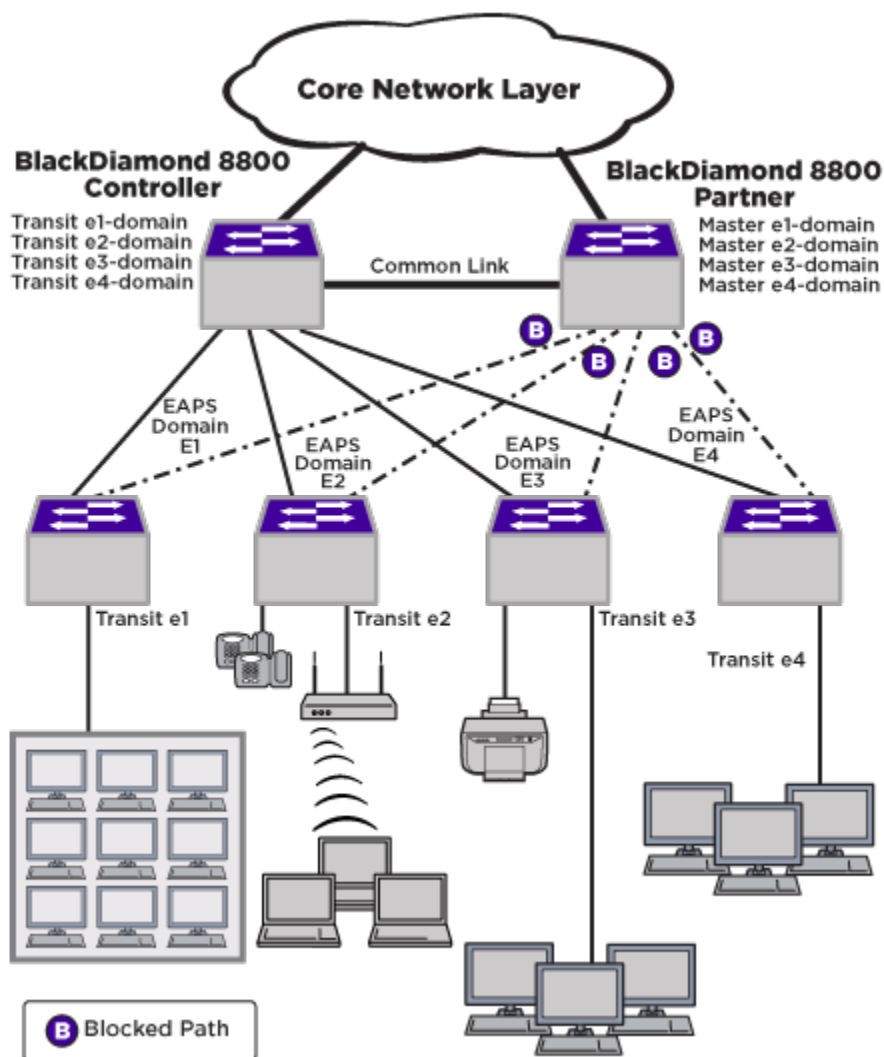 Core Network Layer
BlackDiamond 8800
Controller
Transit e1-domain
Transit e2-domain
Transit e3-domain
Transit e4-domain
BlackDiamond 8800
Partner
Master e1-domain
Master e2-domain
Master e3-domain
Master e4-domain
Common Link
B
B
B
B
EAPS
Domain
E1
EAPS
Domain
E2
EAPS
Domain
E3
EAPS
Domain
E4
Transit e1
Transit e2
Transit e3
Transit e4
B Blocked Path